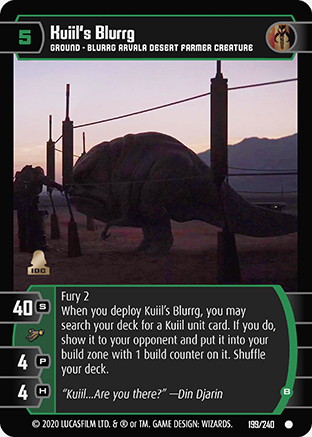 5
Kuiil's Blurrg
GROUND - BLURRG ARVALA DESERT FARMER CREATURE
IDC
40 S
4 P
4 H
Fury 2
When you deploy Kuiil's Blurrg, you may
search your deck for a Kuiil unit card. If you do,
show it to your opponent and put it into your
build zone with 1 build counter on it. Shuffle
your deck.
“Kuiil...Are you there?” —Din Djarin
B
© 2020 LUCASFILM LTD. & ® OR TM. GAME DESIGN: WIZARDS. 199/240